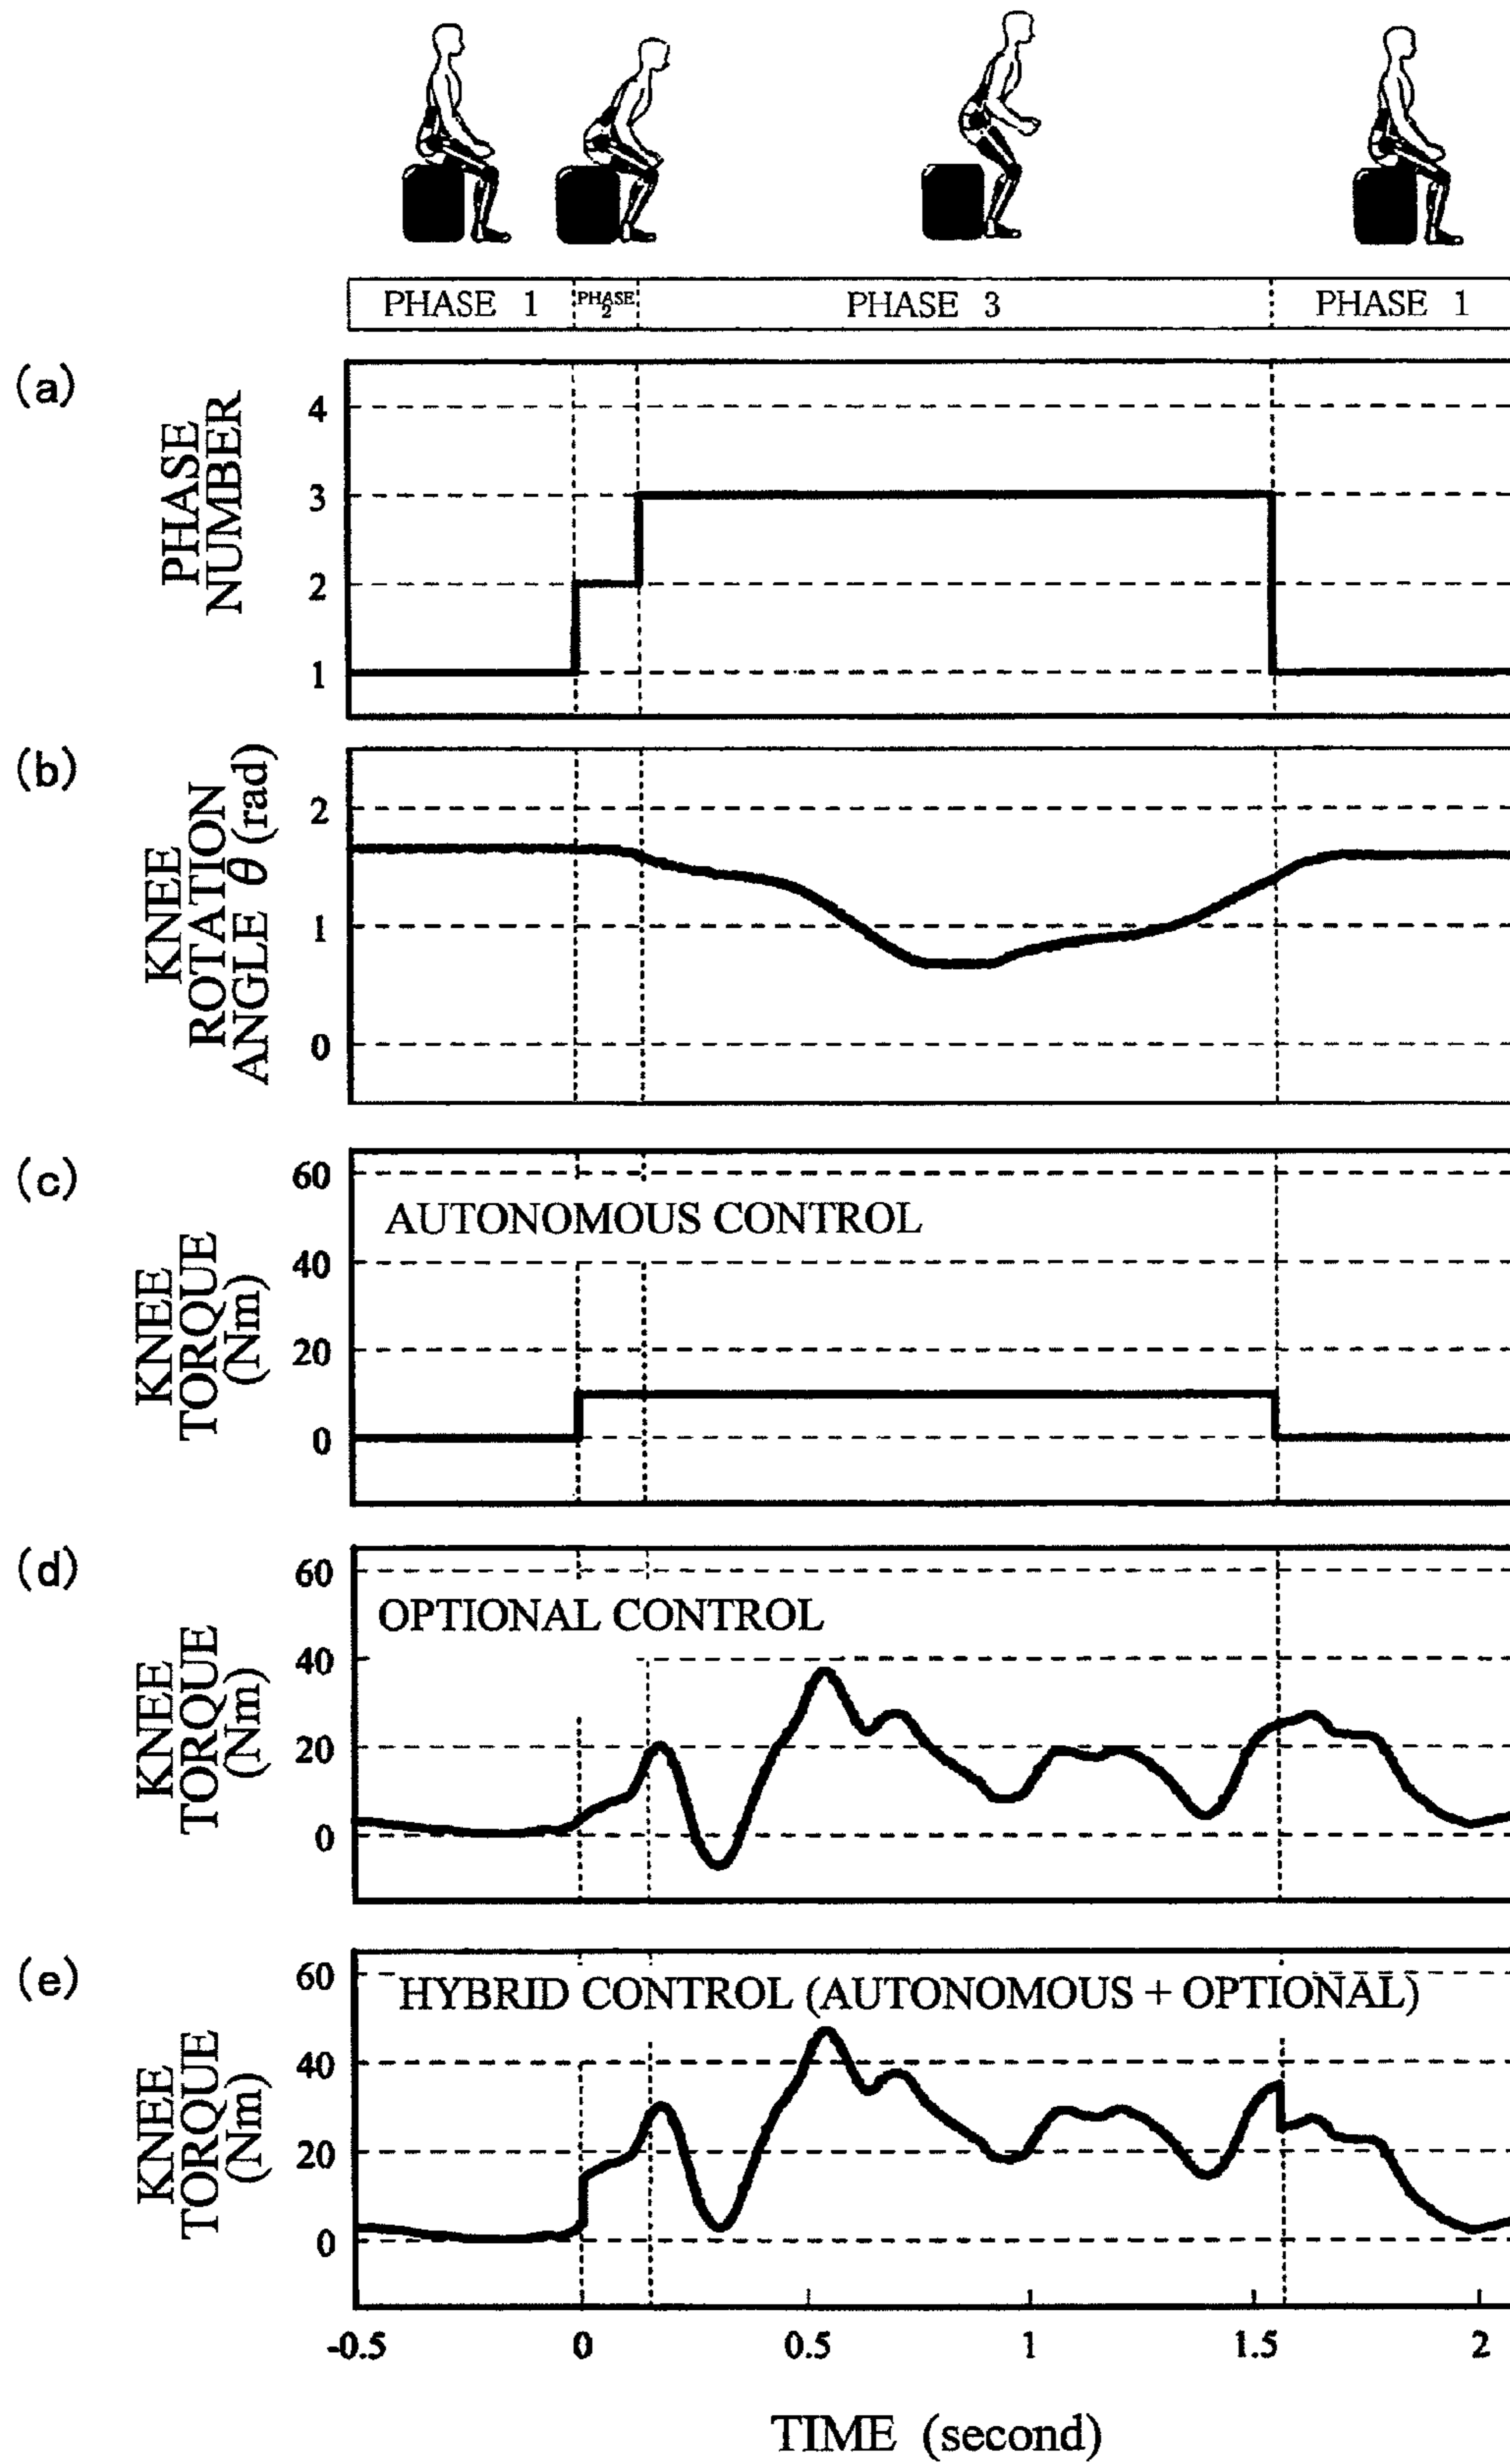 PHASE 1
PHASE 2
PHASE 3
PHASE 1
(a)
PHASE
NUMBER
4
3
2
1
(b)
KNEE
ROTATION
ANGLE θ (rad)
2
1
0
(c)
KNEE
TORQUE
(Nm)
60
40
20
0
AUTONOMOUS CONTROL
(d)
KNEE
TORQUE
(Nm)
60
40
20
0
OPTIONAL CONTROL
(e)
KNEE
TORQUE
(Nm)
60
40
20
0
HYBRID CONTROL (AUTONOMOUS + OPTIONAL)
-0.5 0 0.5 1 1.5 2
TIME (second)